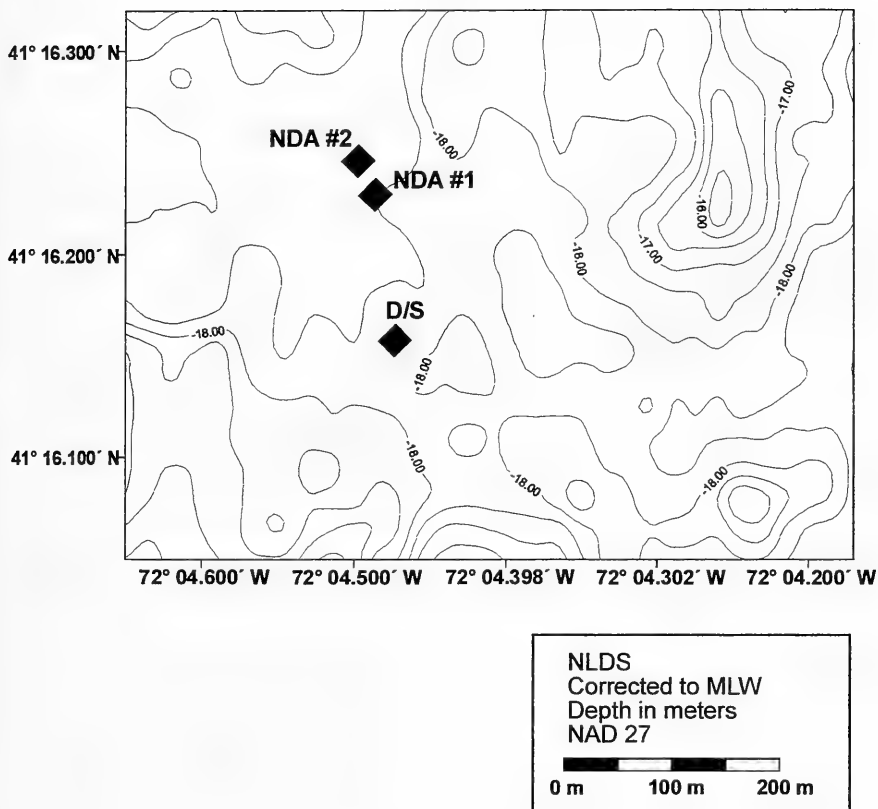 41° 16.300´ N
-17.00
NDA #2
-18.00
NDA #1
-16.00
-17.00
41° 16.200´ N
-18.00
-18.00
D/S
-18.00
-18.00
41° 16.100´ N
-18.00
-18.00
-18.00
72° 04.600´ W 72° 04.500´ W 72° 04.398´ W 72° 04.302´ W 72° 04.200´ W
NLDS
Corrected to MLW
Depth in meters
NAD 27
0 m 100 m 200 m